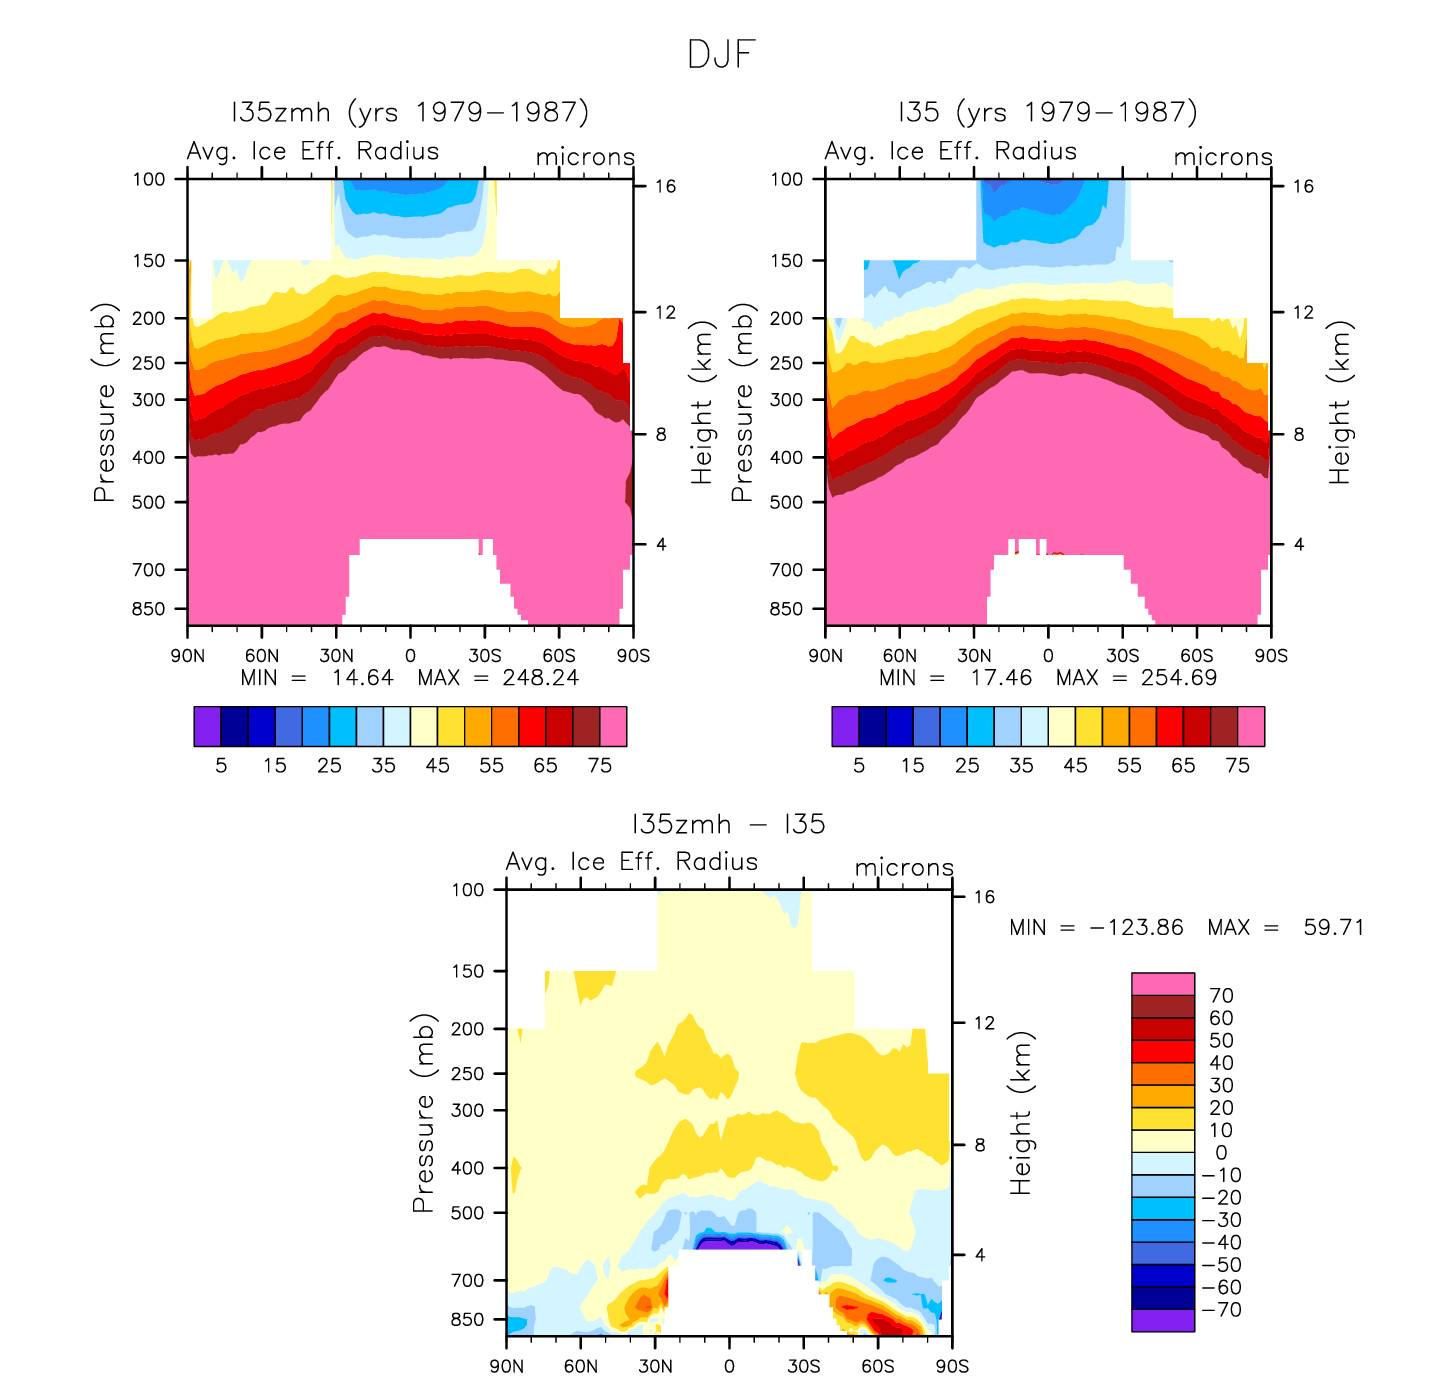 DJF
I35zmh (yrs 1979−1987)
Avg. Ice Eff. Radius microns
100
150
200
250
300
400
500
700
850
Pressure (mb)
16
12
8
4
Height (km)
90N 60N 30N 0 30S 60S 90S
MIN = 14.64 MAX = 248.24
5 15 25 35 45 55 65 75
I35 (yrs 1979−1987)
Avg. Ice Eff. Radius microns
100
150
200
250
300
400
500
700
850
Pressure (mb)
16
12
8
4
Height (km)
90N 60N 30N 0 30S 60S 90S
MIN = 17.46 MAX = 254.69
5 15 25 35 45 55 65 75
I35zmh − I35
Avg. Ice Eff. Radius microns
100
150
200
250
300
400
500
700
850
Pressure (mb)
16
12
8
4
Height (km)
90N 60N 30N 0 30S 60S 90S
MIN = −123.86 MAX = 59.71
70
60
50
40
30
20
10
0
−10
−20
−30
−40
−50
−60
−70